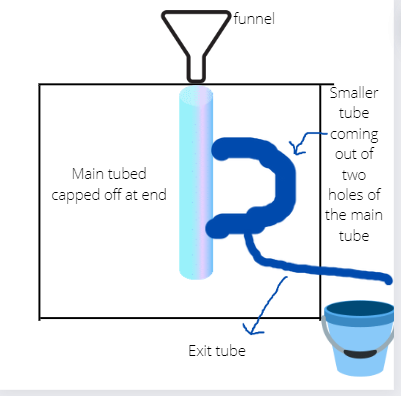 funnel
Smaller
tube
coming
out of
two
holes of
the main
tube
Main tubed
capped off at end
Exit tube